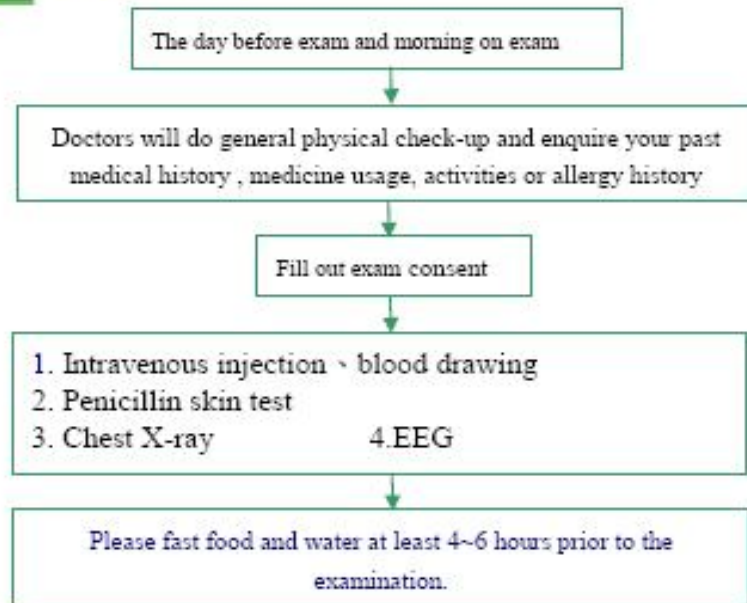 The day before exam and morning on exam
Doctors will do general physical check-up and enquire your past
medical history , medicine usage, activities or allergy history
Fill out exam consent
1. Intravenous injection、blood drawing
2. Penicillin skin test
3. Chest X-ray 4.EEG
Please fast food and water at least 4~6 hours prior to the
examination.